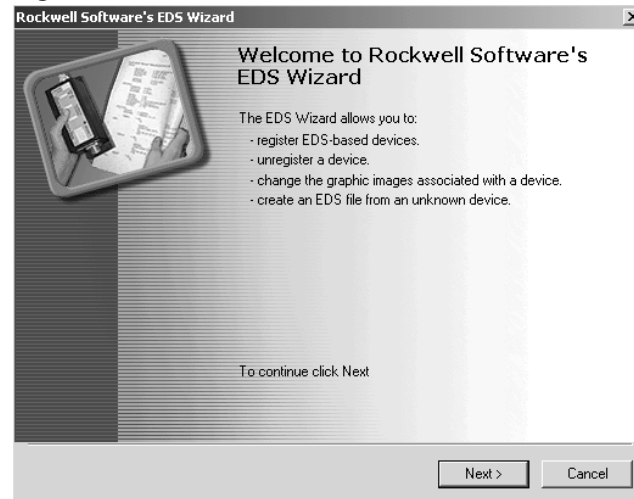 Rockwell Software's EDS Wizard
Welcome to Rockwell Software's
EDS Wizard
The EDS Wizard allows you to:
- register EDS-based devices.
- unregister a device.
- change the graphic images associated with a device.
- create an EDS file from an unknown device.
To continue click Next
Next >
Cancel